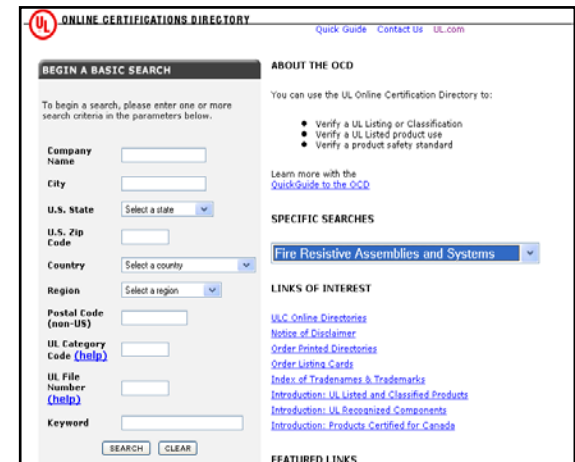 UL
ONLINE CERTIFICATIONS DIRECTORY
Quick Guide Contact Us UL.com
BEGIN A BASIC SEARCH
To begin a search, please enter one or more
search criteria in the parameters below.
Company
Name
City
U.S. State Select a state
U.S. Zip
Code
Country Select a country
Region Select a region
Postal Code
(non-US)
UL Category
Code (help)
UL File
Number
(help)
Keyword
SEARCH CLEAR
ABOUT THE OCD
You can use the UL Online Certification Directory to:
● Verify a UL Listing or Classification
● Verify a UL Listed product use
● Verify a product safety standard
Learn more with the
QuickGuide to the OCD
SPECIFIC SEARCHES
Fire Resistive Assemblies and Systems
LINKS OF INTEREST
ULC Online Directories
Notice of Disclaimer
Order Printed Directories
Order Listing Cards
Index of Tradenames & Trademarks
Introduction: UL Listed and Classified Products
Introduction: UL Recognized Components
Introduction: Products Certified for Canada
FEATURED LINKS